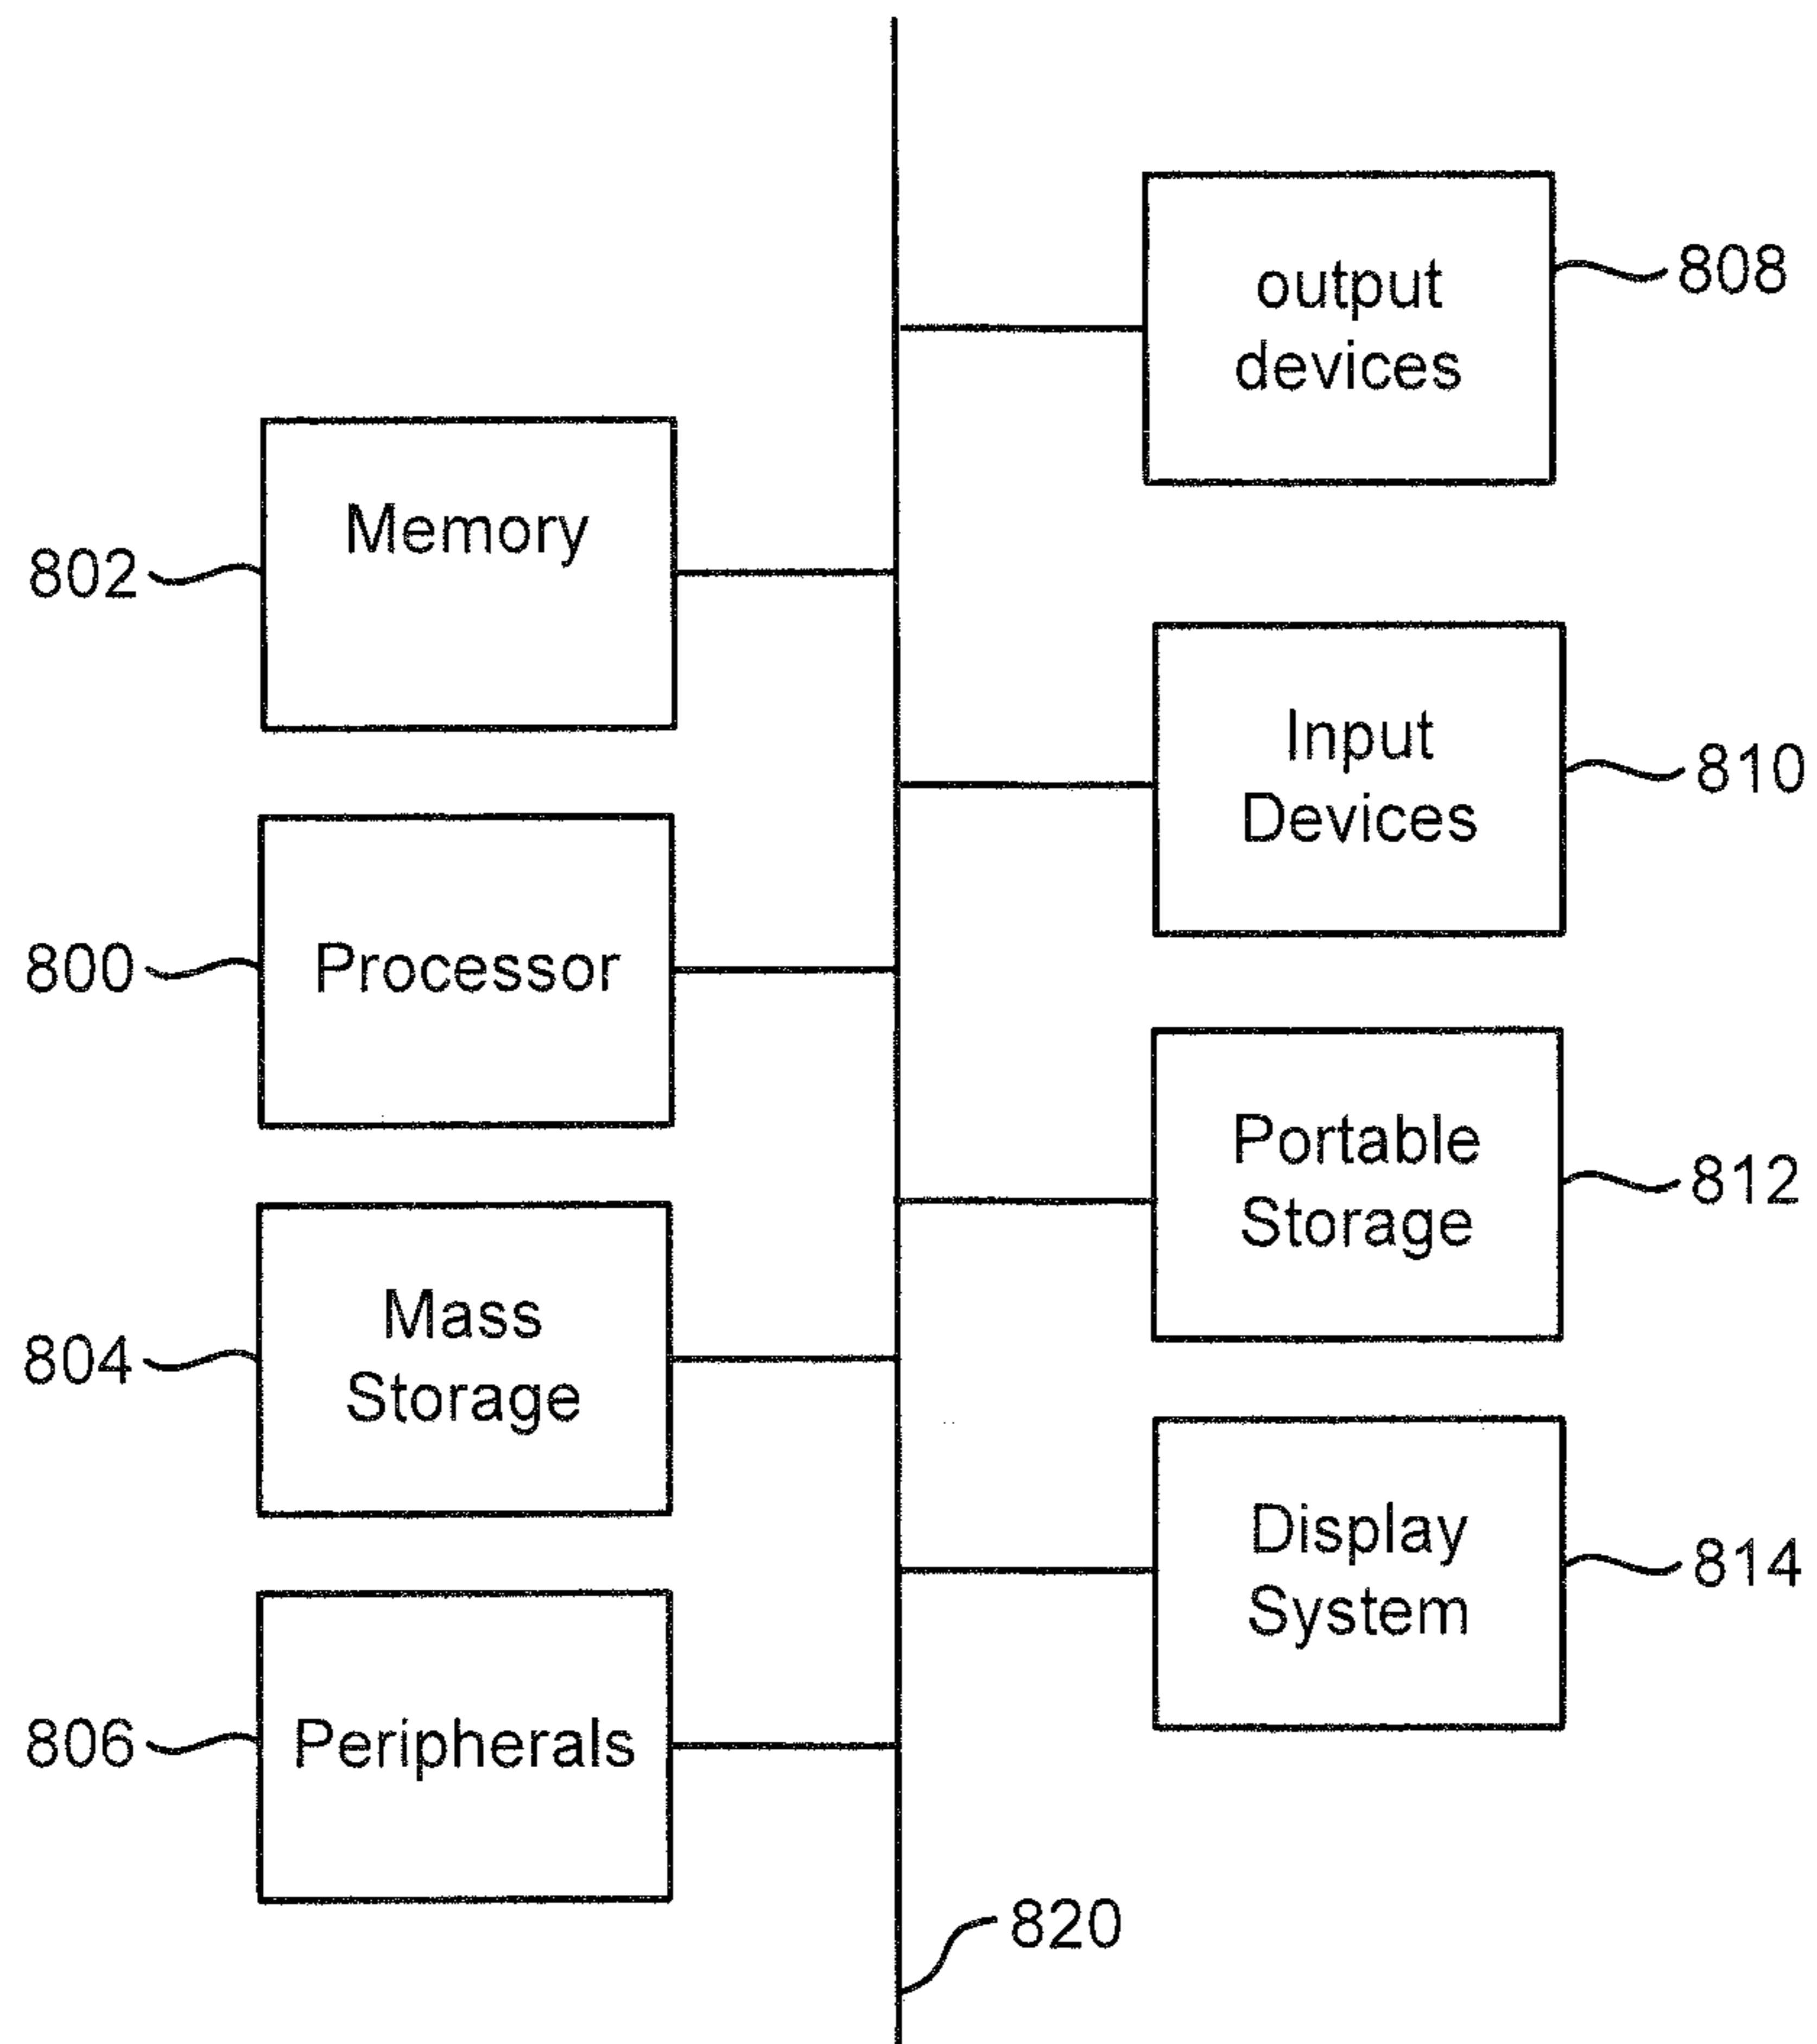 output
devices
808
Memory
802
Input
Devices
810
Processor
800
Portable
Storage
812
Mass
Storage
804
Display
System
814
Peripherals
806
820